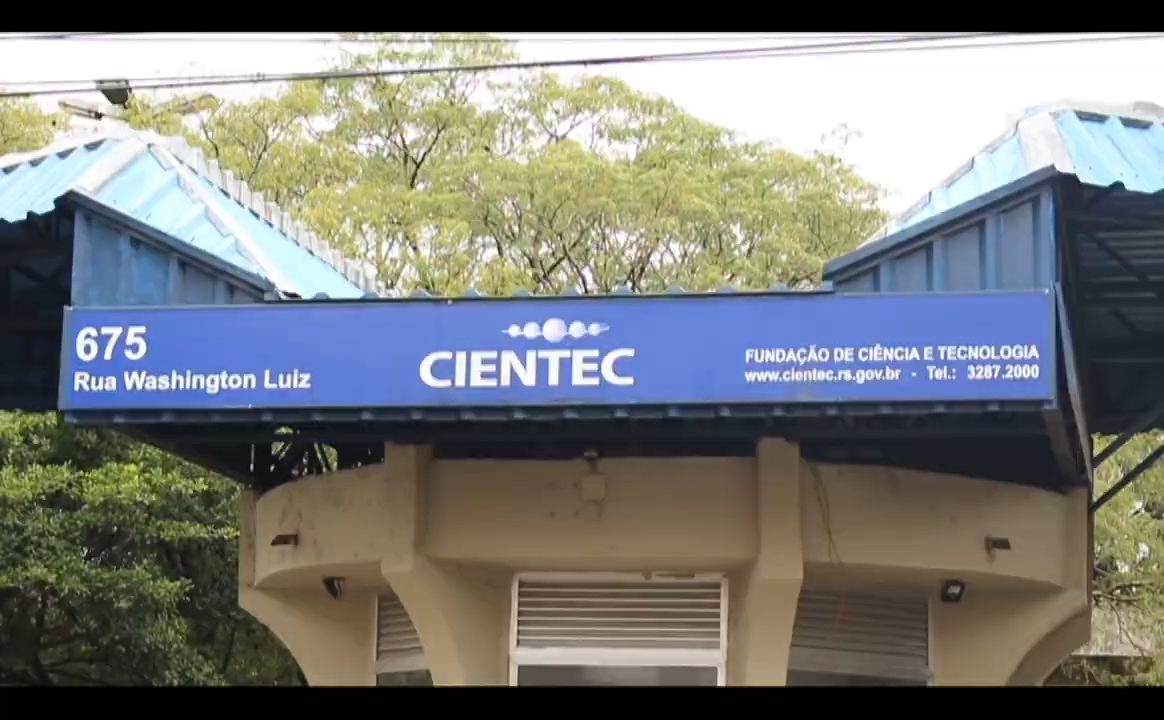 675
Rua Washington Luiz
CIENTEC
FUNDAÇÃO DE CIÊNCIA E TECNOLOGIA
www.cientec.rs.gov.br - Tel.: 3287.2000